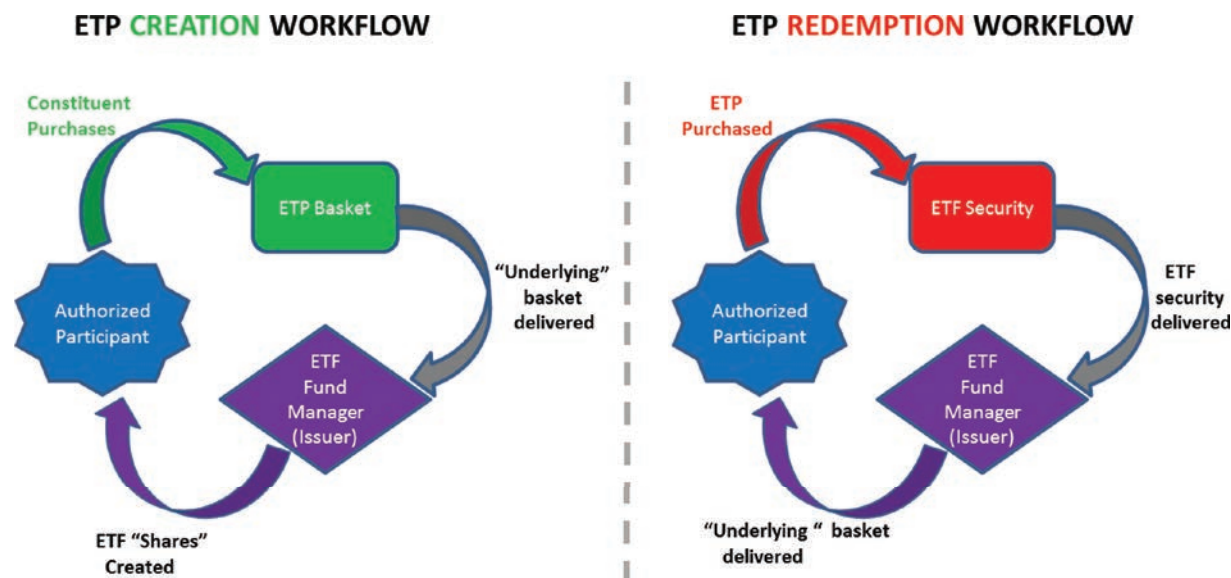 ETP CREATION WORKFLOW
Constituent
Purchases
ETP Basket
"Underlying"
basket
delivered
Authorized
Participant
ETF
Fund
Manager
(Issuer)
ETF "Shares"
Created
ETP REDEMPTION WORKFLOW
ETP
Purchased
ETF Security
ETF
security
delivered
Authorized
Participant
ETF
Fund
Manager
(Issuer)
"Underlying " basket
delivered